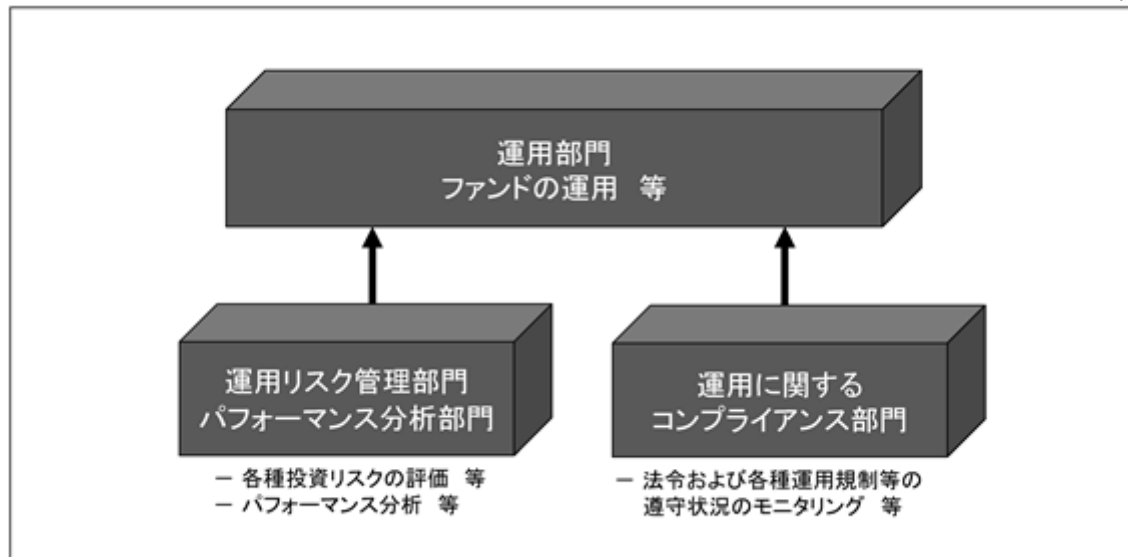 運用部門
ファンドの運用 等
運用リスク管理部門
パフォーマンス分析部門
運用に関する
コンプライアンス部門
－ 各種投資リスクの評価 等
－ パフォーマンス分析 等
－ 法令および各種運用規制等の
遵守状況のモニタリング 等